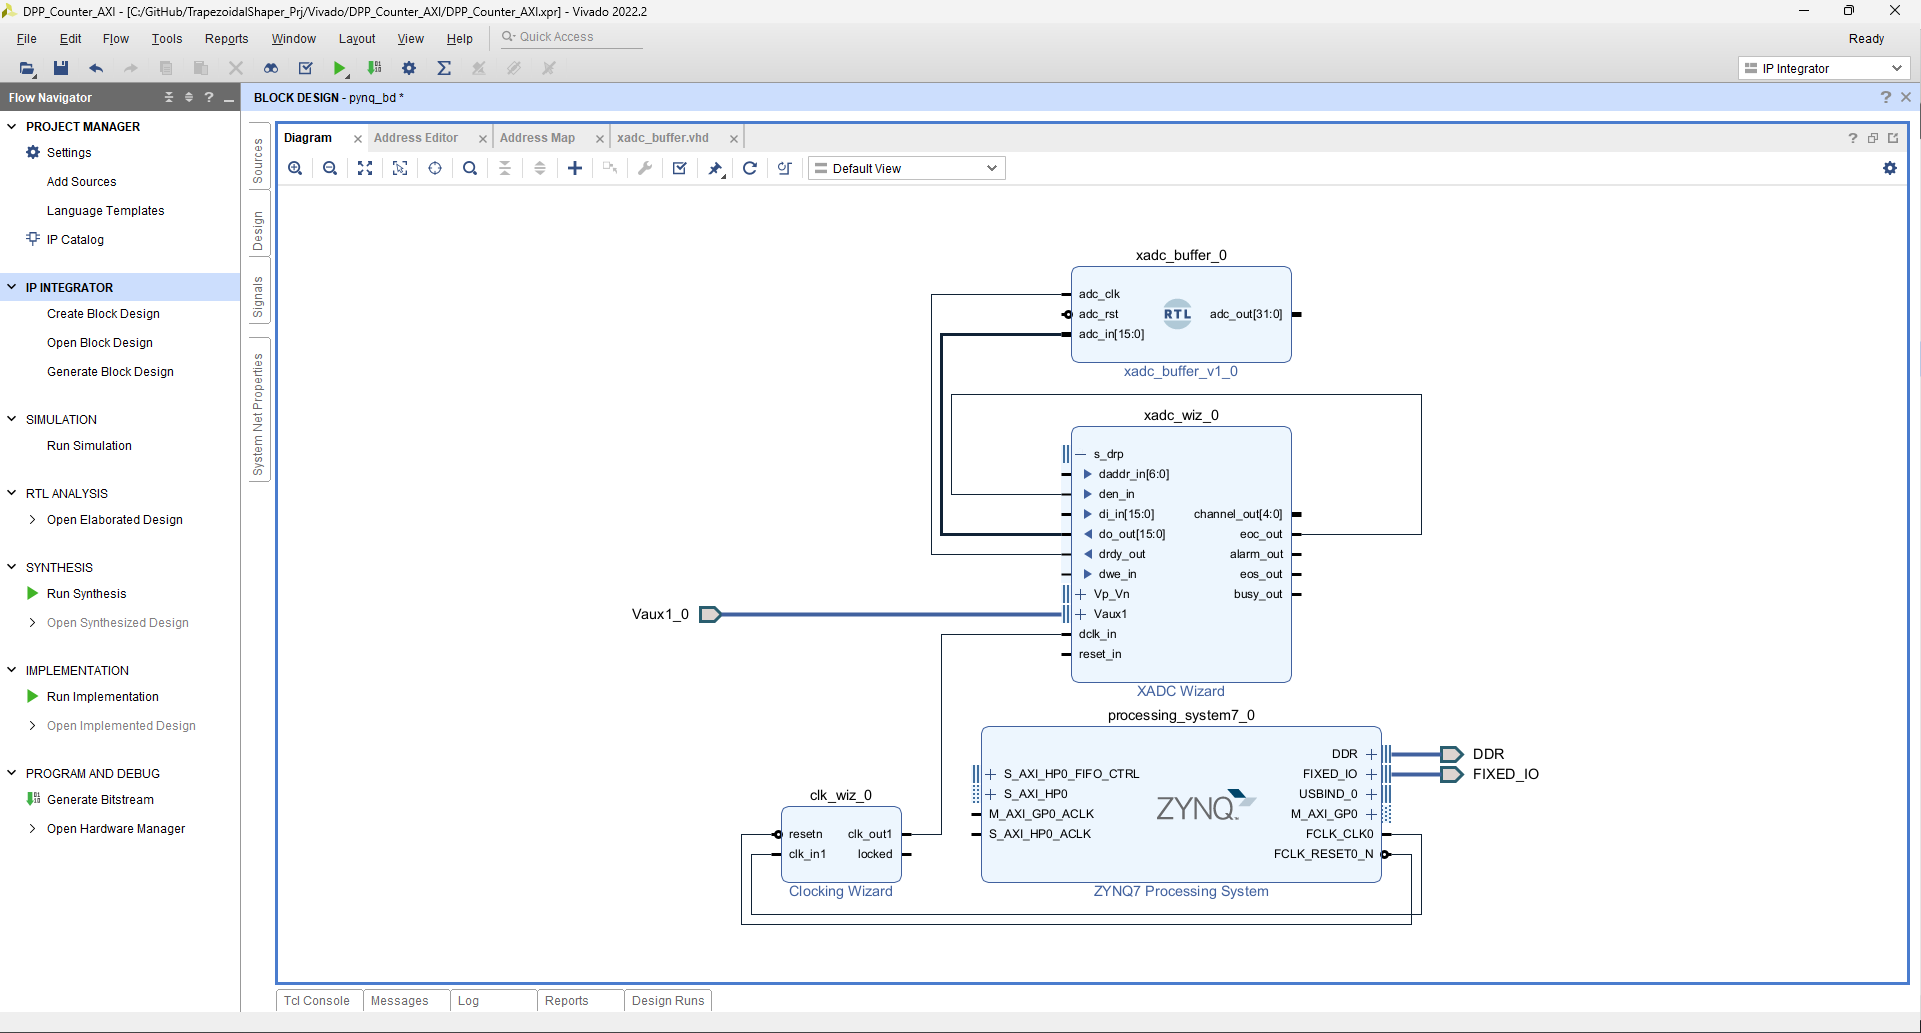 DPP_Counter_AXI - [C:/GitHub/TrapezoidalShaper_Prj/Vivado/DPP_Counter_AXI/DPP_Counter_AXI.xpr] - Vivado 2022.2
File Edit Flow Tools Reports Window Layout View Help Quick Access
Ready
IP Integrator
Flow Navigator
PROJECT MANAGER
Settings
Add Sources
Language Templates
IP Catalog
IP INTEGRATOR
Create Block Design
Open Block Design
Generate Block Design
SIMULATION
Run Simulation
RTL ANALYSIS
Open Elaborated Design
SYNTHESIS
Run Synthesis
Open Synthesized Design
IMPLEMENTATION
Run Implementation
Open Implemented Design
PROGRAM AND DEBUG
Generate Bitstream
Open Hardware Manager
BLOCK DESIGN - pynq_bd *
Sources
Design
Signals
System Net Properties
Diagram Address Editor Address Map xadc_buffer.vhd
Default View
xadc_buffer_0
adc_clk
adc_rst
adc_in[15:0]
RTL
adc_out[31:0]
xadc_buffer_v1_0
xadc_wiz_0
s_drp
daddr_in[6:0]
den_in
di_in[15:0]
do_out[15:0]
drdy_out
dwe_in
Vp_Vn
Vaux1
dclk_in
reset_in
channel_out[4:0]
eoc_out
alarm_out
eos_out
busy_out
XADC Wizard
Vaux1_0
processing_system7_0
S_AXI_HP0_FIFO_CTRL
S_AXI_HP0
M_AXI_GP0_ACLK
S_AXI_HP0_ACLK
ZYNQ
DDR
FIXED_IO
USBIND_0
M_AXI_GP0
FCLK_CLK0
FCLK_RESET0_N
ZYNQ7 Processing System
DDR
FIXED_IO
clk_wiz_0
resetn
clk_in1
clk_out1
locked
Clocking Wizard
Tcl Console Messages Log Reports Design Runs